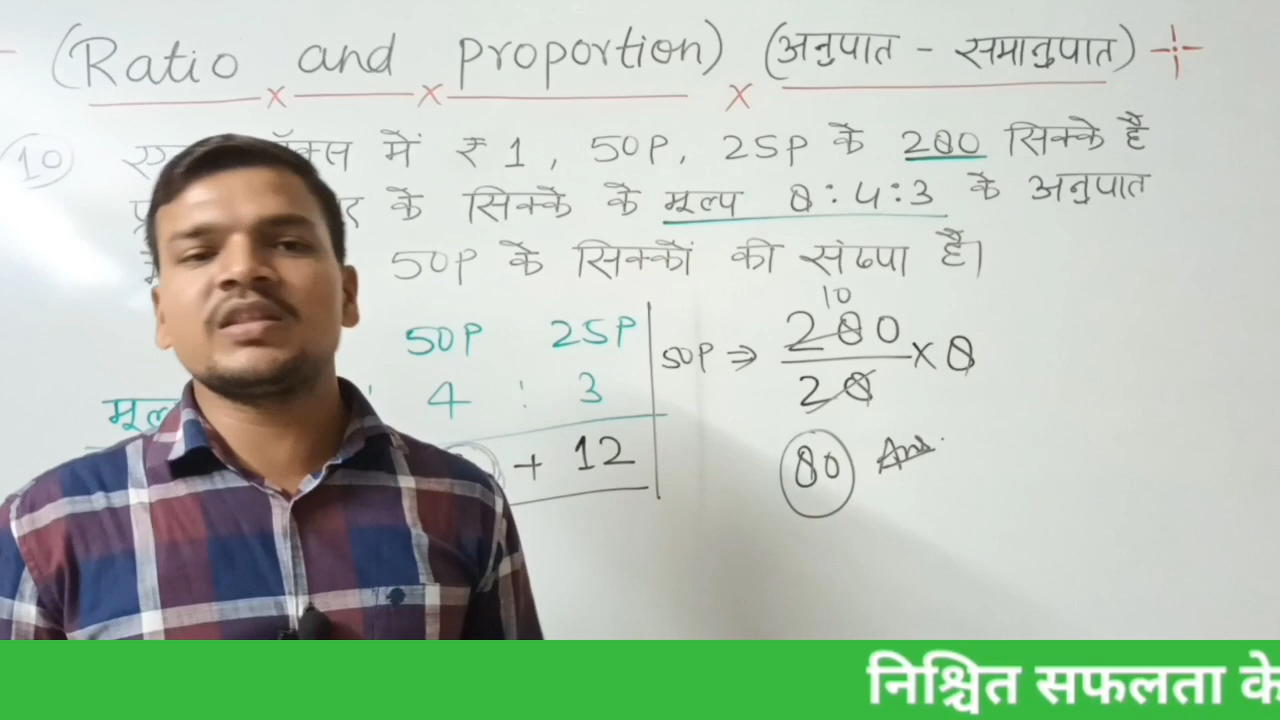 (Ratio and proportion) (अनुपात - समानुपात)
10 में ₹1, 50P, 25P के 280 सिक्के हैं
के सिक्के के मूल्य 8:4:3 के अनुपात
50P के सिक्कों की संख्या है।
50P 25P
4 : 3
+ 12
10
50P ⇒ 280/28 × 8
80 Ans.
निश्चित सफलता के